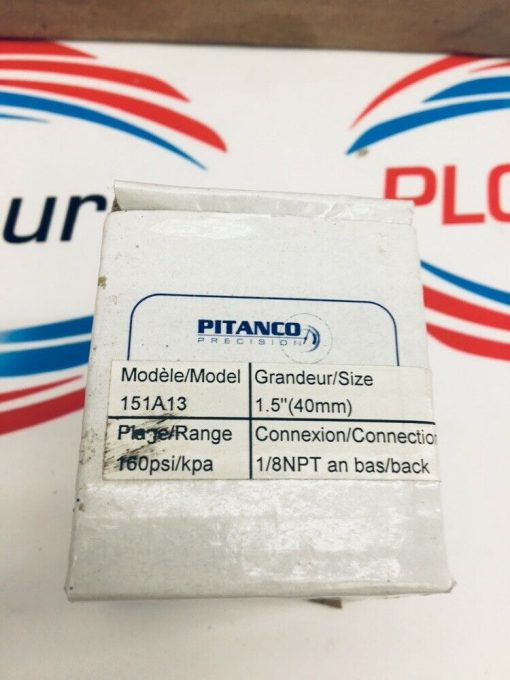 ur
PLC
PITANCO
PRECISION
Modèle/Model
Grandeur/Size
151A13
1.5"(40mm)
Plage/Range
Connexion/Connection
160psi/kpa
1/8NPT an bas/back